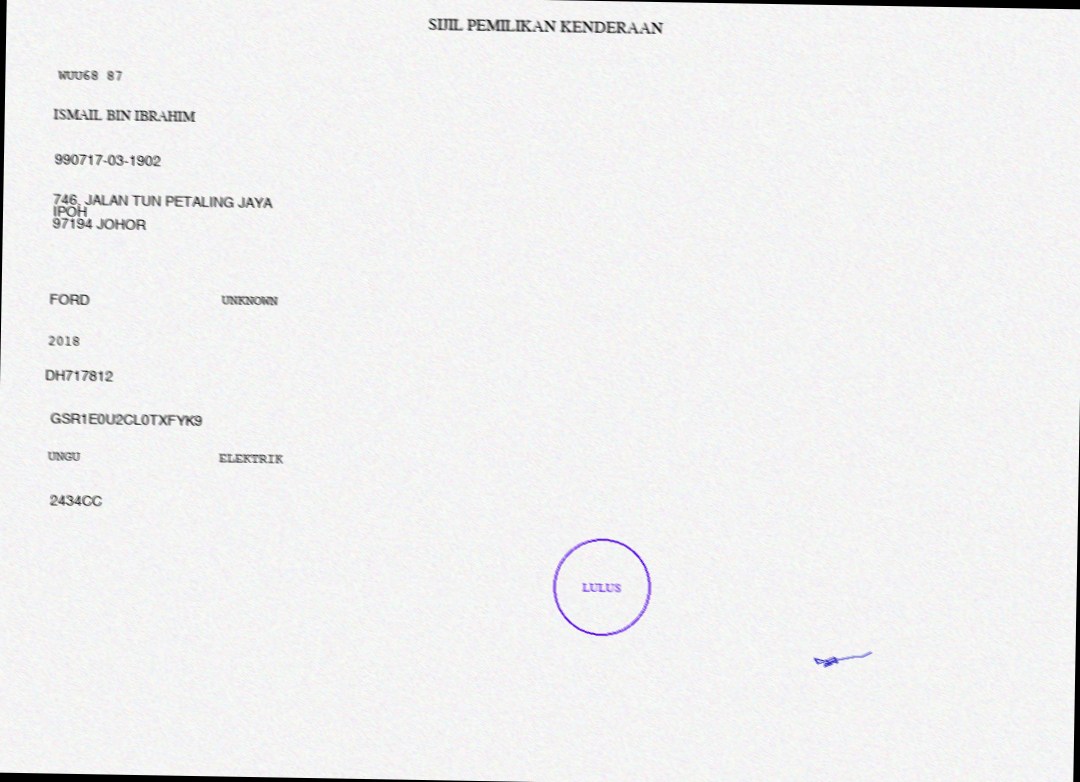 SIJIL PEMILIKAN KENDERAAN
WUU68 87
ISMAIL BIN IBRAHIM
990717-03-1902
746, JALAN TUN PETALING JAYA
IPOH
97194 JOHOR
FORD UNKNOWN
2018
DH717812
GSR1E0U2CL0TXFYK9
UNGU ELEKTRIK
2434CC
LULUS